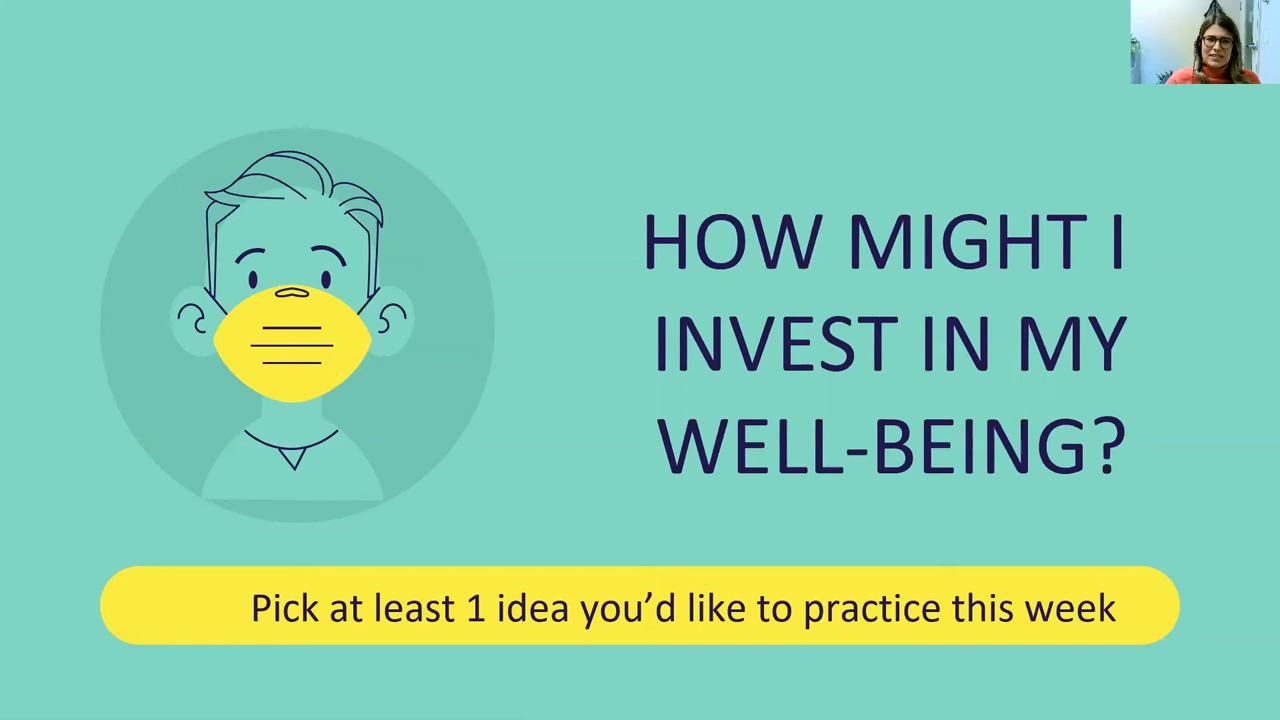 HOW MIGHT I
INVEST IN MY
WELL-BEING?
Pick at least 1 idea you’d like to practice this week